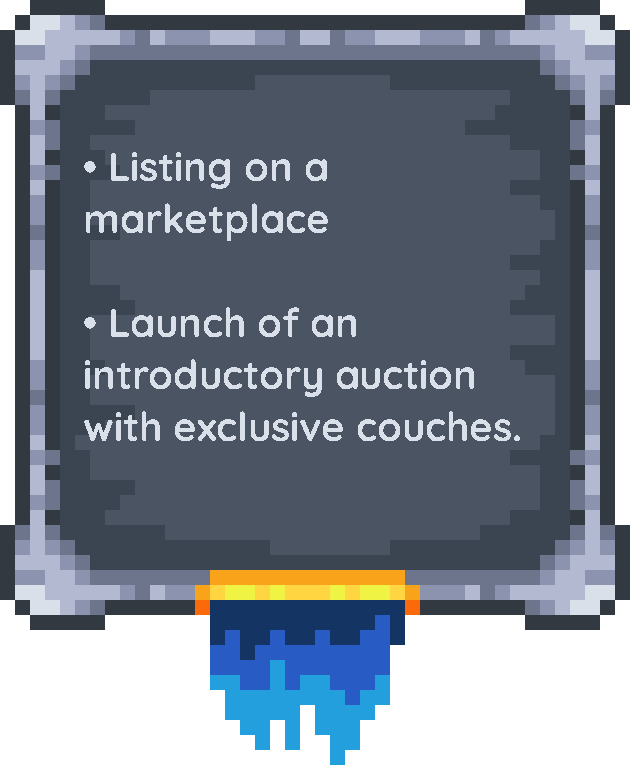 • Listing on a
marketplace
• Launch of an
introductory auction
with exclusive couches.